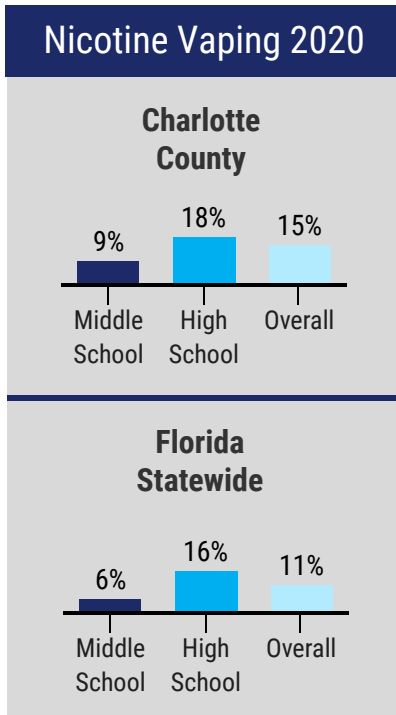 Nicotine Vaping 2020
Charlotte
County
9%
18%
15%
Middle
School
High
School
Overall
Florida
Statewide
6%
16%
11%
Middle
School
High
School
Overall